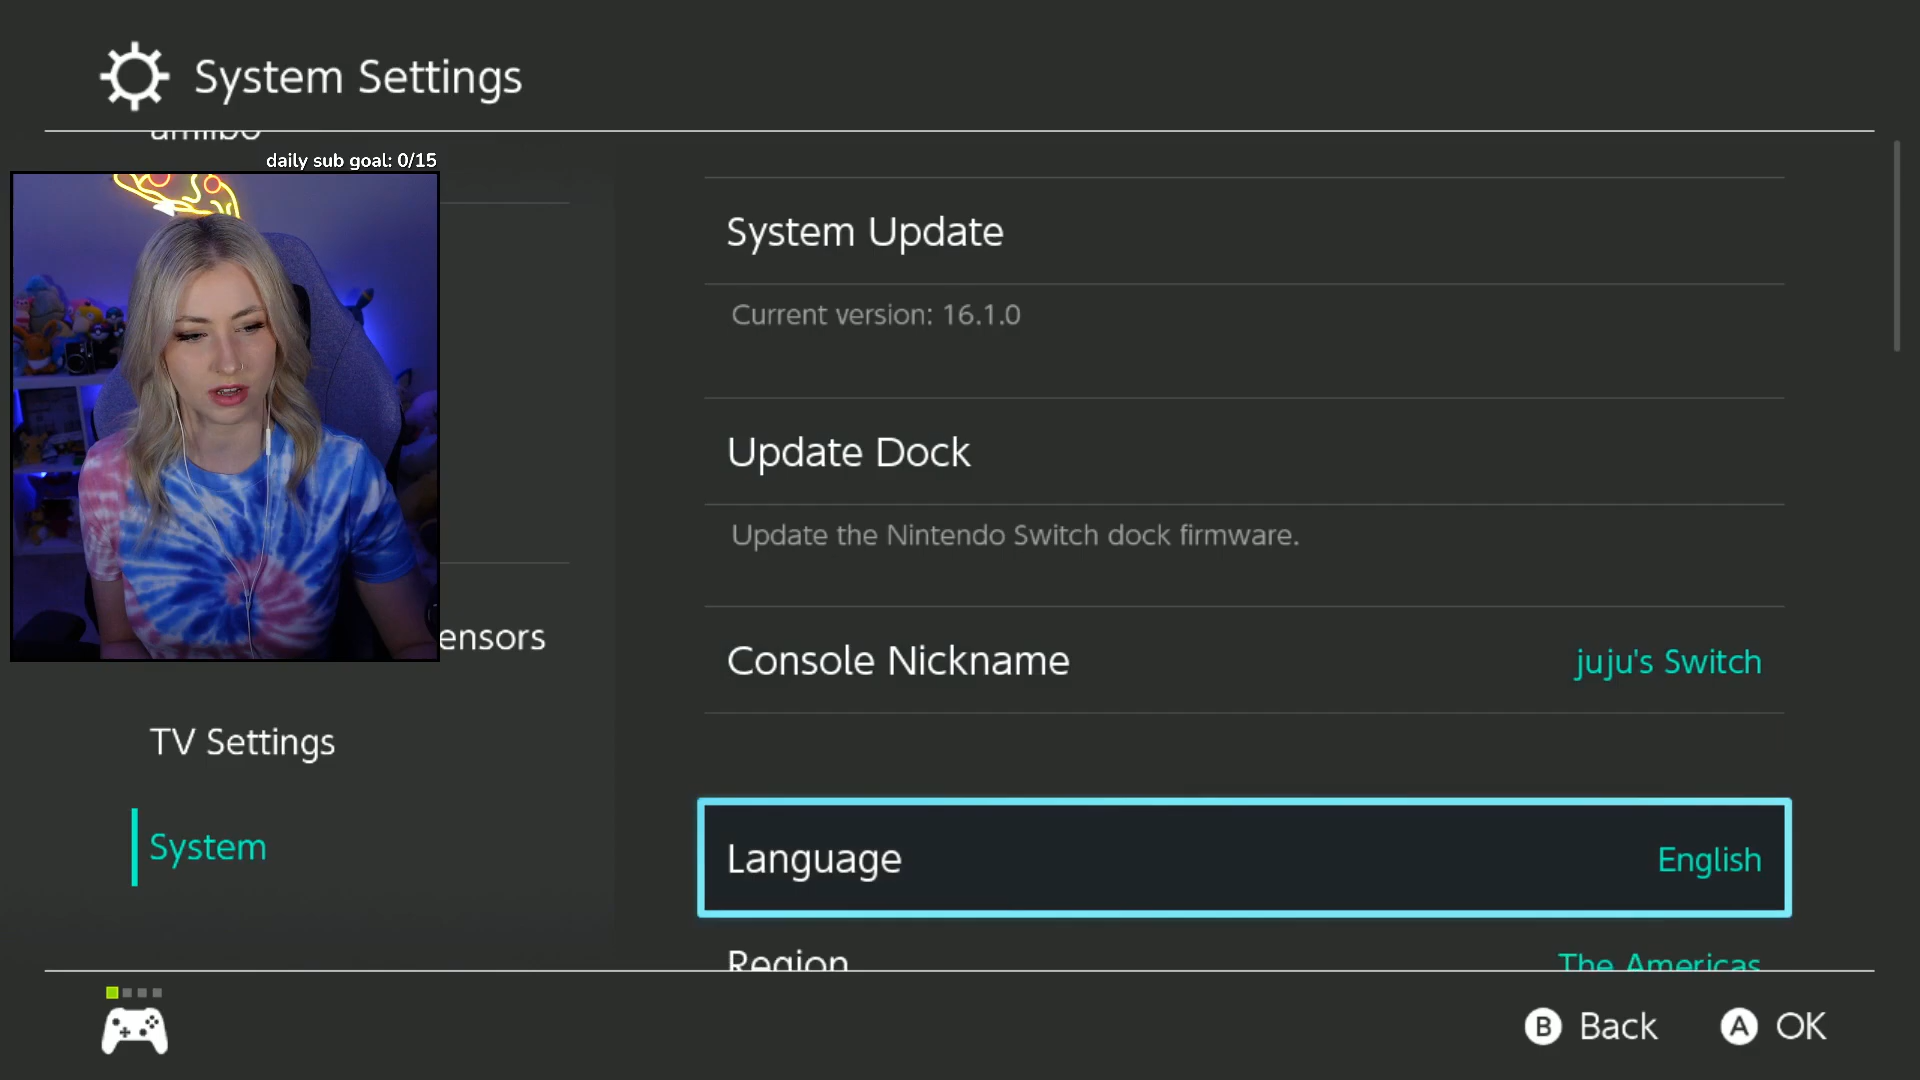 System Settings
amiibo
daily sub goal: 0/15
System Update
Current version: 16.1.0
Update Dock
Update the Nintendo Switch dock firmware.
ensors
Console Nickname
juju's Switch
TV Settings
System
Language
English
Region
The Americas
B Back
A OK